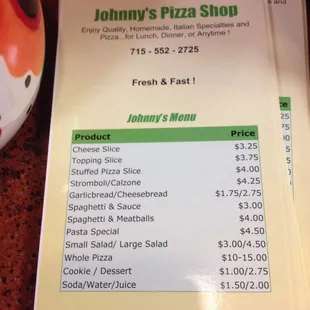 Johnny's Pizza Shop
Enjoy Quality, Homemade, Italian Specialties and
Pizza.. for Lunch, Dinner, or Anytime !
715 - 552 - 2725
Fresh & Fast !
Johnny's Menu
Product Price
Cheese Slice $3.25
Topping Slice $3.75
Stuffed Pizza Slice $4.00
Stromboli/Calzone $4.25
Garlicbread/Cheesebread $1.75/2.75
Spaghetti & Sauce $3.00
Spaghetti & Meatballs $4.00
Pasta Special $4.50
Small Salad/ Large Salad $3.00/4.50
Whole Pizza $10-15.00
Cookie / Dessert $1.00/2.75
Soda/Water/Juice $1.50/2.00